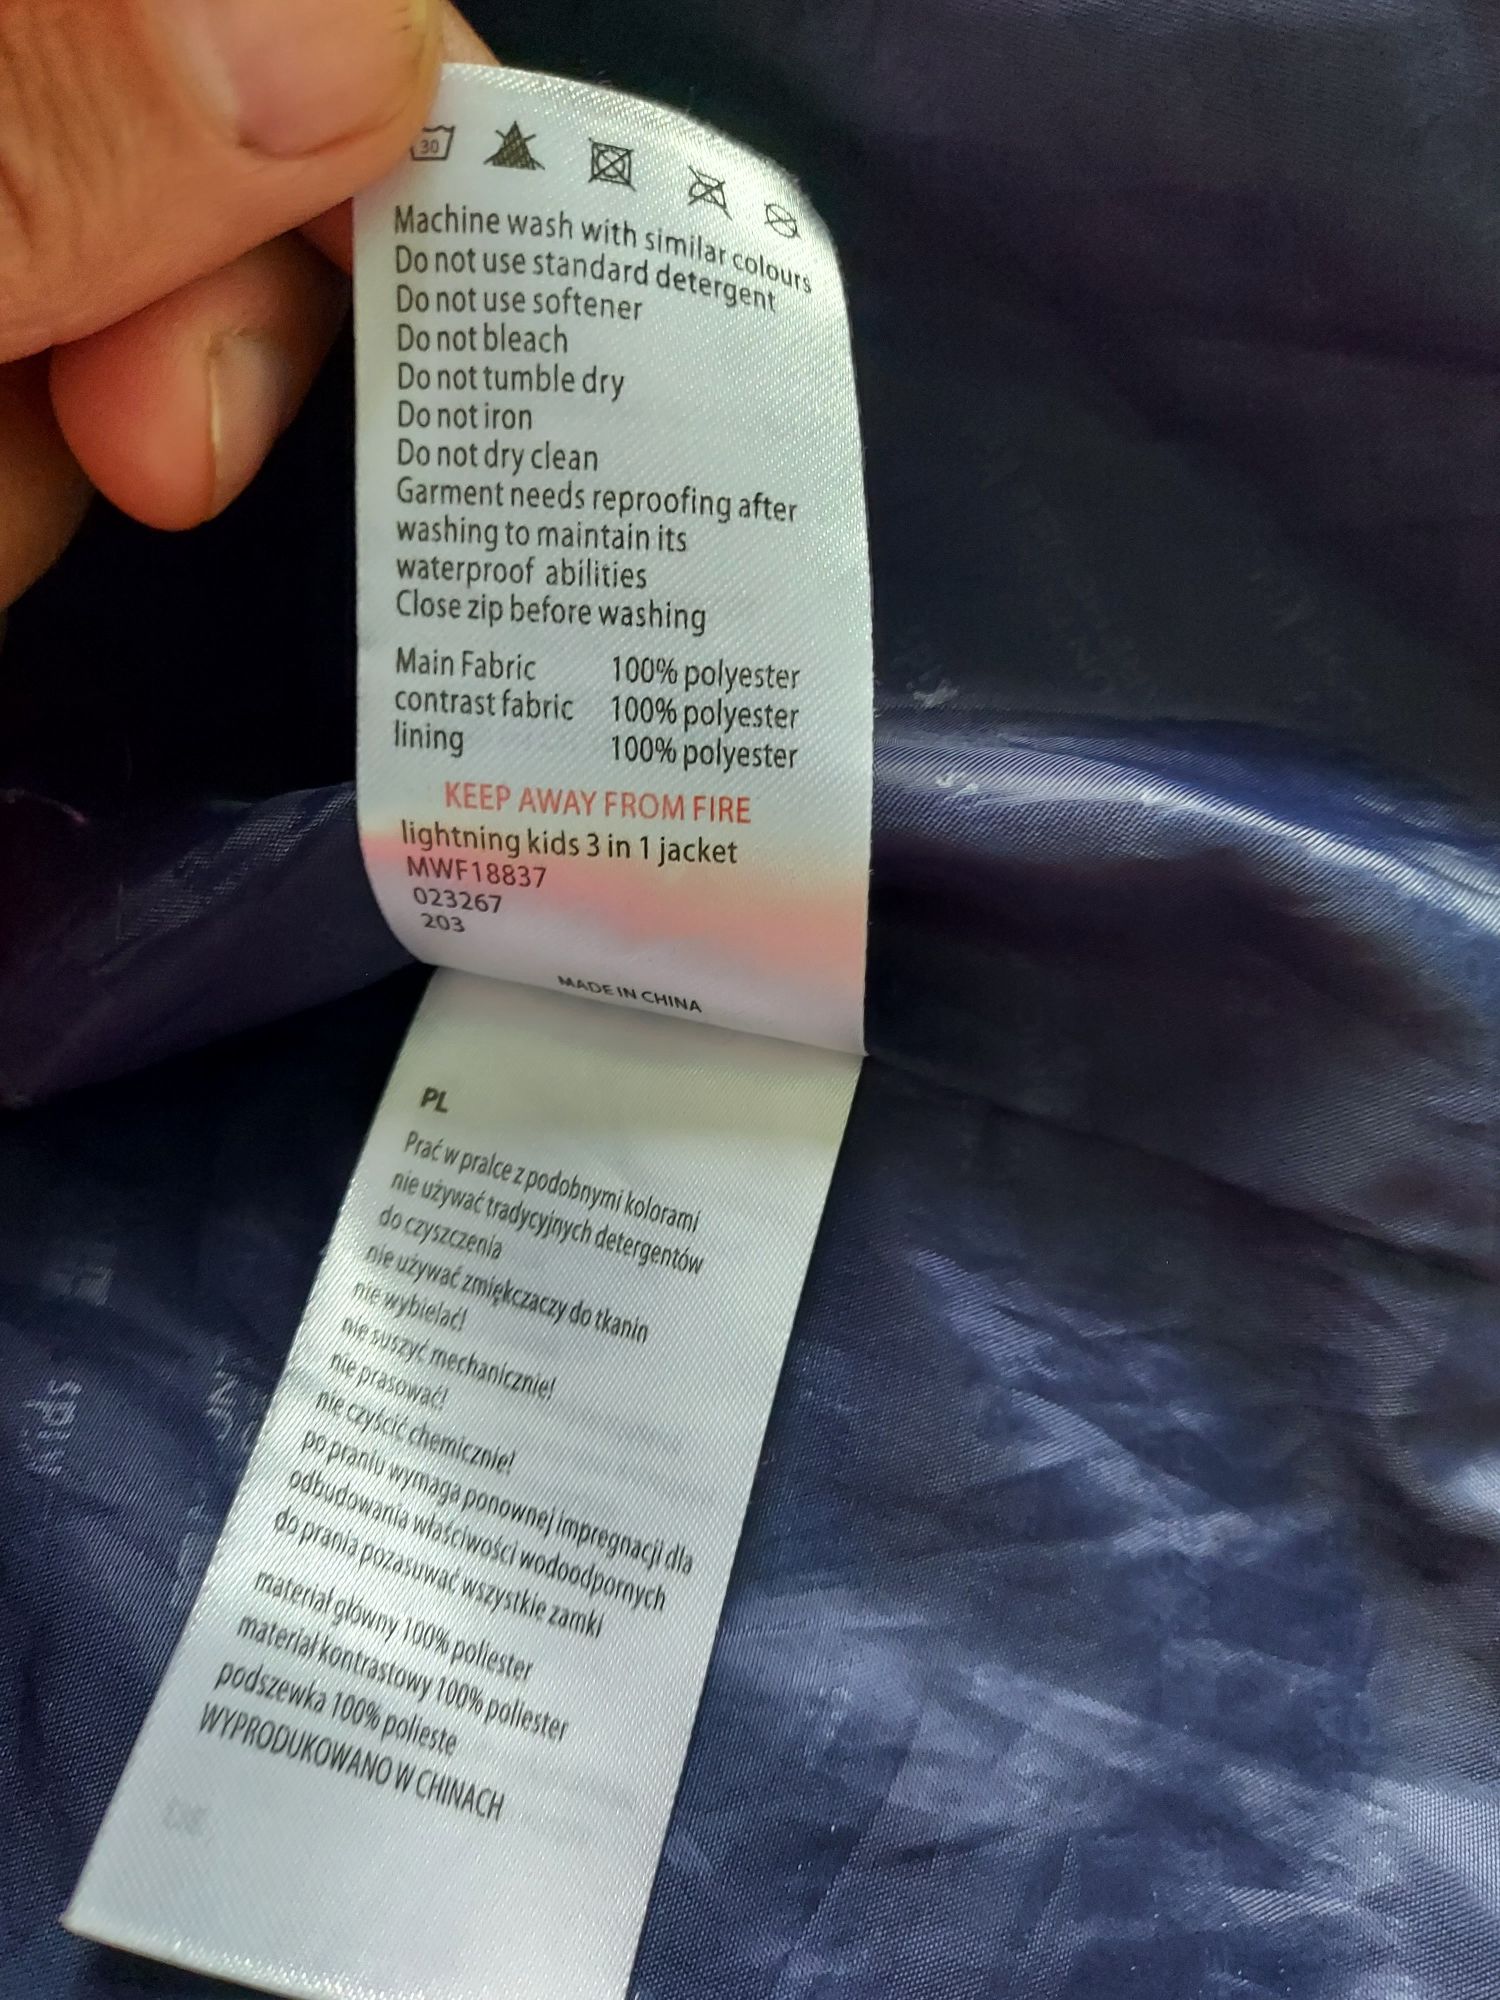 30
Machine wash with similar colours
Do not use standard detergent
Do not use softener
Do not bleach
Do not tumble dry
Do not iron
Do not dry clean
Garment needs reproofing after
washing to maintain its
waterproof abilities
Close zip before washing
Main Fabric 100% polyester
contrast fabric 100% polyester
lining 100% polyester
KEEP AWAY FROM FIRE
lightning kids 3 in 1 jacket
MWF18837
023267
203
MADE IN CHINA
PL
Prać w pralce z podobnymi kolorami
nie używać tradycyjnych detergentów
do czyszczenia
nie używać zmiękczaczy do tkanin
nie wybielać!
nie suszyć mechanicznie!
nie prasować!
nie czyścić chemicznie!
po praniu wymaga ponownej impregnacji dla
odbudowania właściwości wodoodpornych
do prania pozasuwać wszystkie zamki
materiał główny 100% poliester
materiał kontrastowy 100% poliester
podszewka 100% polieste
WYPRODUKOWANO W CHINACH